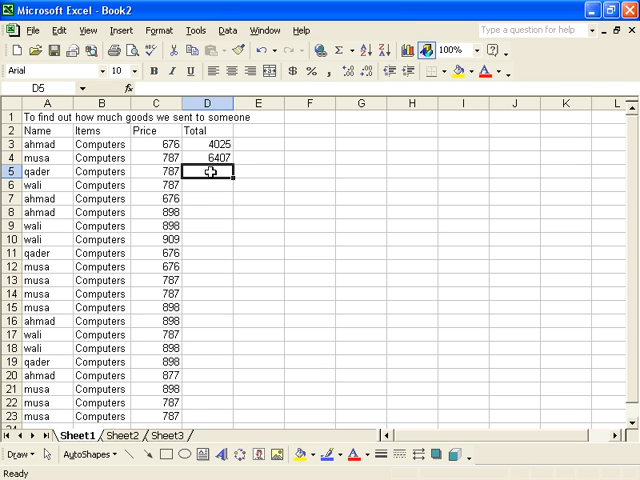 Microsoft Excel - Book2
File Edit View Insert Format Tools Data Window Help Type a question for help
100%
Arial 10 B I U $ % ,
D5 fx
A B C D E F G H I J K L
1 To find out how much goods we sent to someone
2 Name Items Price Total
3 ahmad Computers 676 4025
4 musa Computers 787 6407
5 qader Computers 787
6 wali Computers 787
7 ahmad Computers 676
8 ahmad Computers 898
9 wali Computers 898
10 wali Computers 909
11 qader Computers 676
12 musa Computers 676
13 musa Computers 787
14 musa Computers 787
15 musa Computers 898
16 ahmad Computers 898
17 wali Computers 787
18 wali Computers 898
19 qader Computers 898
20 ahmad Computers 877
21 musa Computers 898
22 musa Computers 787
23 musa Computers 787
Sheet1 Sheet2 Sheet3
Draw AutoShapes
Ready